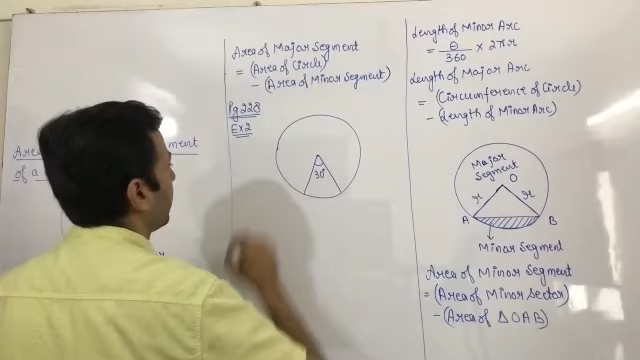 Area
ment
of a
Area of Major Segment
= (Area of Circle)
- (Area of Minor Segment)
Pg 228
Ex 2
30°
Length of Minor Arc
= θ/360 × 2πr
Length of Major Arc
= (Circumference of Circle)
- (Length of Minor Arc)
Major
Segment
O
r
r
A
B
Minor Segment
Area of Minor Segment
= (Area of Minor Sector)
- (Area of Δ OAB)